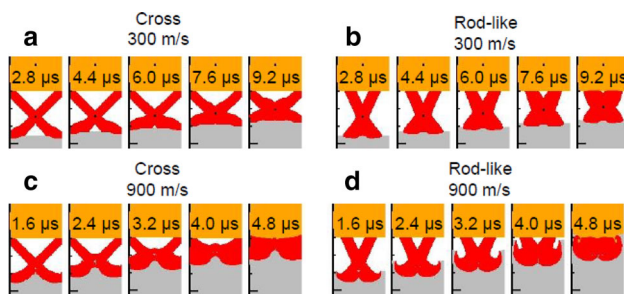 a
Cross
300 m/s
2.8 µs 4.4 µs 6.0 µs 7.6 µs 9.2 µs
b
Rod-like
300 m/s
2.8 µs 4.4 µs 6.0 µs 7.6 µs 9.2 µs
c
Cross
900 m/s
1.6 µs 2.4 µs 3.2 µs 4.0 µs 4.8 µs
d
Rod-like
900 m/s
1.6 µs 2.4 µs 3.2 µs 4.0 µs 4.8 µs